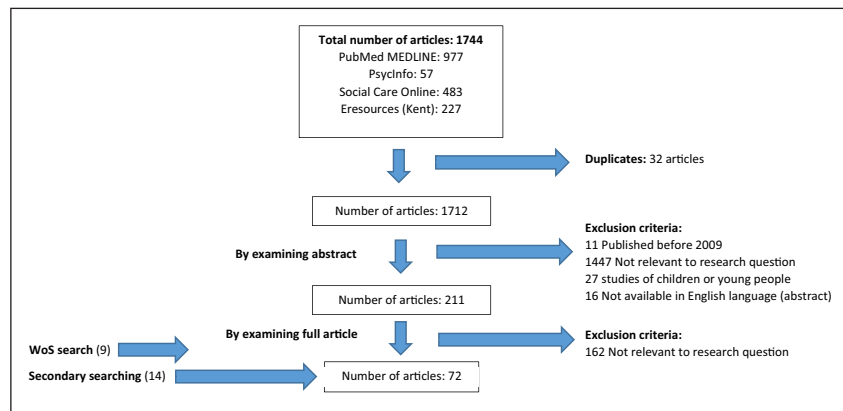 Total number of articles: 1744
PubMed MEDLINE: 977
PsycInfo: 57
Social Care Online: 483
Eresources (Kent): 227
Duplicates: 32 articles
Number of articles: 1712
Exclusion criteria:
11 Published before 2009
1447 Not relevant to research question
27 studies of children or young people
16 Not available in English language (abstract)
By examining abstract
Number of articles: 211
By examining full article
Exclusion criteria:
162 Not relevant to research question
WoS search (9)
Secondary searching (14)
Number of articles: 72